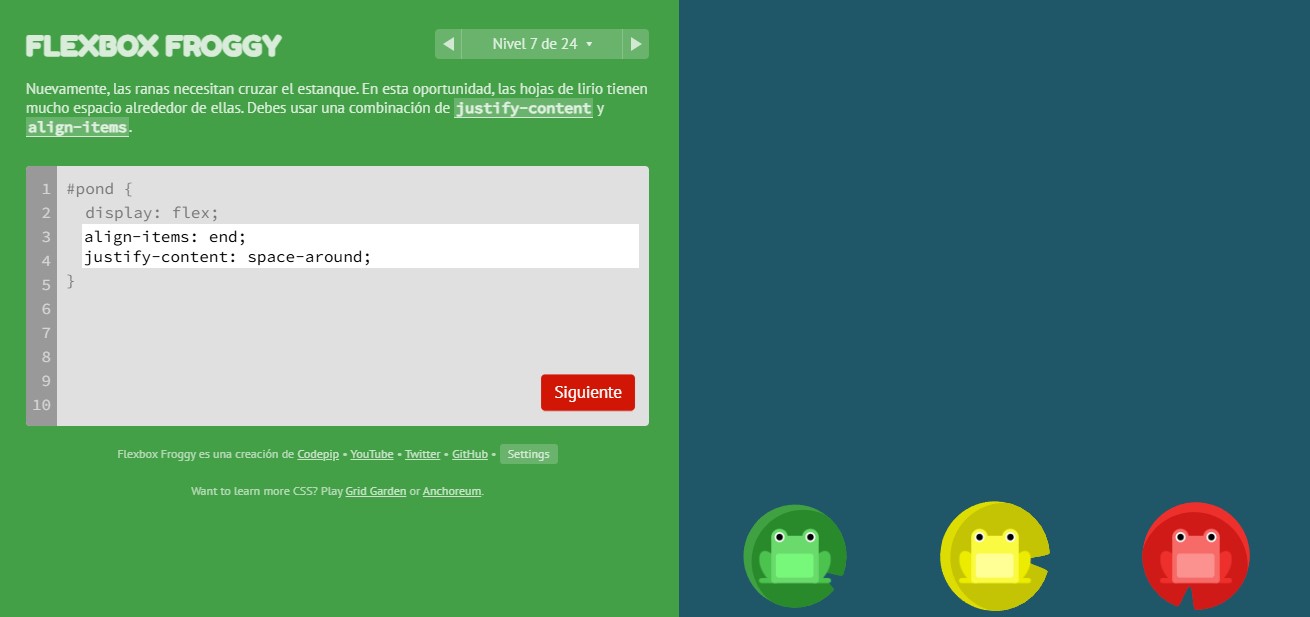 FLEXBOX FROGGY
Nivel 7 de 24
Nuevamente, las ranas necesitan cruzar el estanque. En esta oportunidad, las hojas de lirio tienen
mucho espacio alrededor de ellas. Debes usar una combinación de justify-content y
align-items.
1 #pond {
2 display: flex;
3 align-items: end;
4 justify-content: space-around;
5 }
6
7
8
9
10
Siguiente
Flexbox Froggy es una creación de Codepip • YouTube • Twitter • GitHub • Settings
Want to learn more CSS? Play Grid Garden or Anchoreum.